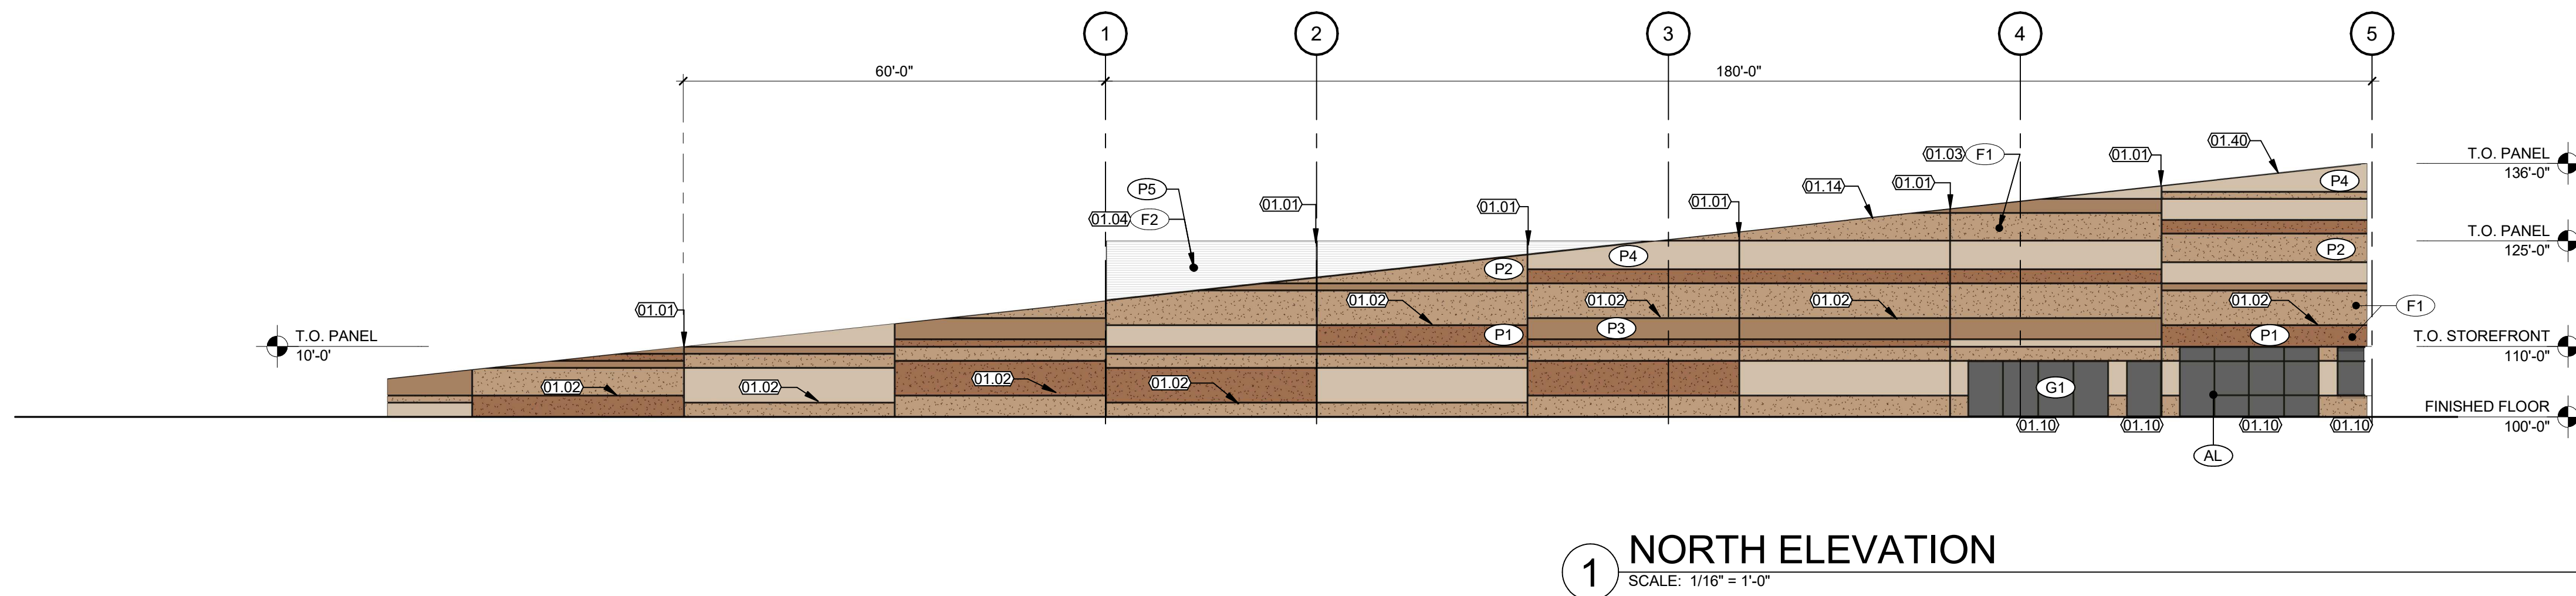 1
2
3
4
5
60'-0"
180'-0"
01.40
01.03 F1
01.01
T.O. PANEL
136'-0"
P4
P5
01.14
01.01
01.04 F2
01.01
01.01
01.01
T.O. PANEL
125'-0"
P2
P4
P2
01.01
01.02
01.02
01.02
01.02
F1
T.O. PANEL
10'-0'
P1
P3
P1
T.O. STOREFRONT
110'-0"
01.02
01.02
01.02
01.02
G1
FINISHED FLOOR
100'-0"
01.10
01.10
01.10
01.10
AL
1
NORTH ELEVATION
SCALE: 1/16" = 1'-0"